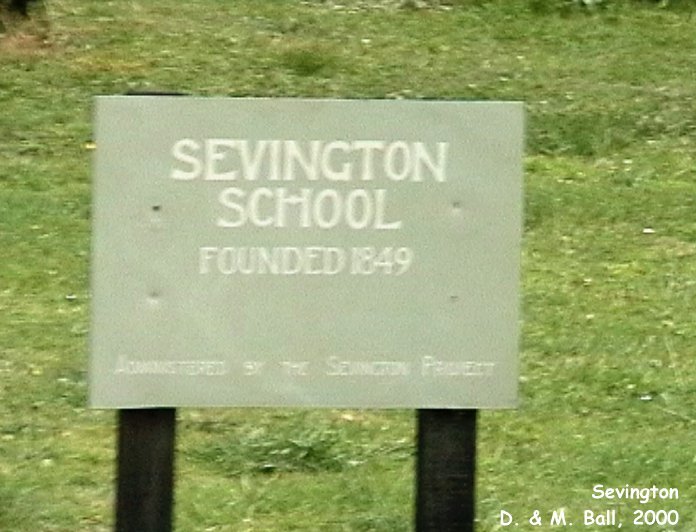 SEVINGTON
SCHOOL
FOUNDED 1849
ADMINISTERED BY THE SEVINGTON PROJECT
Sevington
D. & M. Ball, 2000